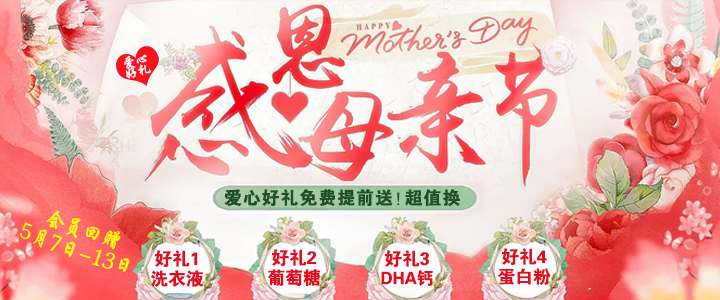 HAPPY
Mother's Day
爱心
好礼
感恩母亲节
爱心好礼免费提前送!超值换
会员回赠
5月7日-13日
好礼1
洗衣液
好礼2
葡萄糖
好礼3
DHA钙
好礼4
蛋白粉